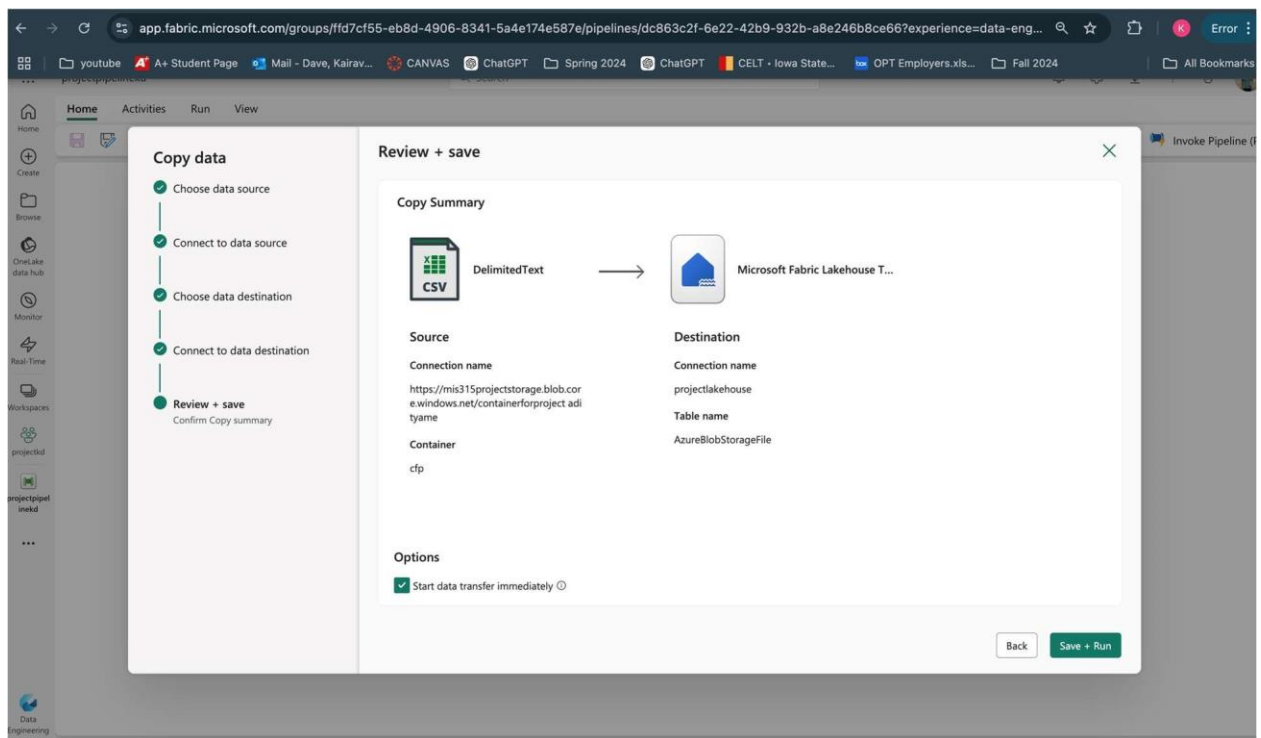 app.fabric.microsoft.com/groups/ffd7cf55-eb8d-4906-8341-5a4e174e587e/pipelines/dc863c2f-6e22-42b9-932b-a8e246b8ce66?experience=data-eng...
K
Error
youtube
A+ Student Page
Mail - Dave, Kairav...
CANVAS
ChatGPT
Spring 2024
ChatGPT
CELT • Iowa State...
OPT Employers.xls...
Fall 2024
All Bookmarks
Home
Activities
Run
View
Invoke Pipeline (
Home
Create
Browse
OneLake
data hub
Monitor
Real-Time
Workspaces
projectkd
projectpipel
inekd
Data
Engineering
Copy data
Choose data source
Connect to data source
Choose data destination
Connect to data destination
Review + save
Confirm Copy summary
Review + save
Copy Summary
CSV
DelimitedText
Microsoft Fabric Lakehouse T...
Source
Connection name
https://mis315projectstorage.blob.cor
e.windows.net/containerforproject adi
tyame
Container
cfp
Destination
Connection name
projectlakehouse
Table name
AzureBlobStorageFile
Options
Start data transfer immediately
Back
Save + Run